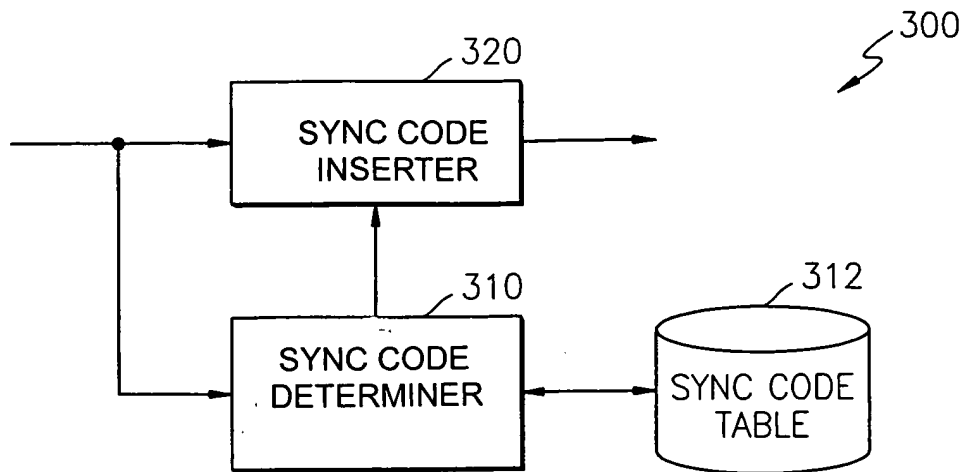 300
320
SYNC CODE
INSERTER
310
SYNC CODE
DETERMINER
312
SYNC CODE
TABLE